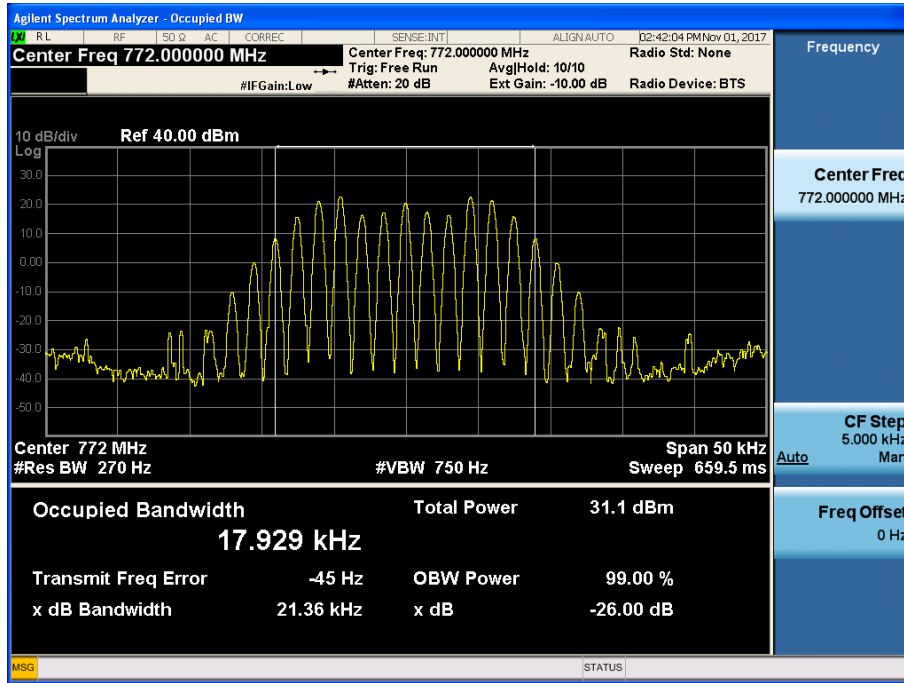 Agilent Spectrum Analyzer - Occupied BW
LXI RL RF 50 Ω AC CORREC SENSE:INT ALIGN AUTO 02:42:04 PM Nov 01, 2017
Center Freq 772.000000 MHz
Center Freq: 772.000000 MHz Radio Std: None
Trig: Free Run Avg|Hold: 10/10
#IFGain:Low #Atten: 20 dB Ext Gain: -10.00 dB Radio Device: BTS
10 dB/div Ref 40.00 dBm
Log
30.0
20.0
10.0
0.00
-10.0
-20.0
-30.0
-40.0
-50.0
Center 772 MHz Span 50 kHz
#Res BW 270 Hz #VBW 750 Hz Sweep 659.5 ms
Occupied Bandwidth Total Power 31.1 dBm
17.929 kHz
Transmit Freq Error -45 Hz OBW Power 99.00 %
x dB Bandwidth 21.36 kHz x dB -26.00 dB
MSG STATUS
Frequency
Center Freq
772.000000 MHz
CF Step
5.000 kHz
Auto Man
Freq Offset
0 Hz